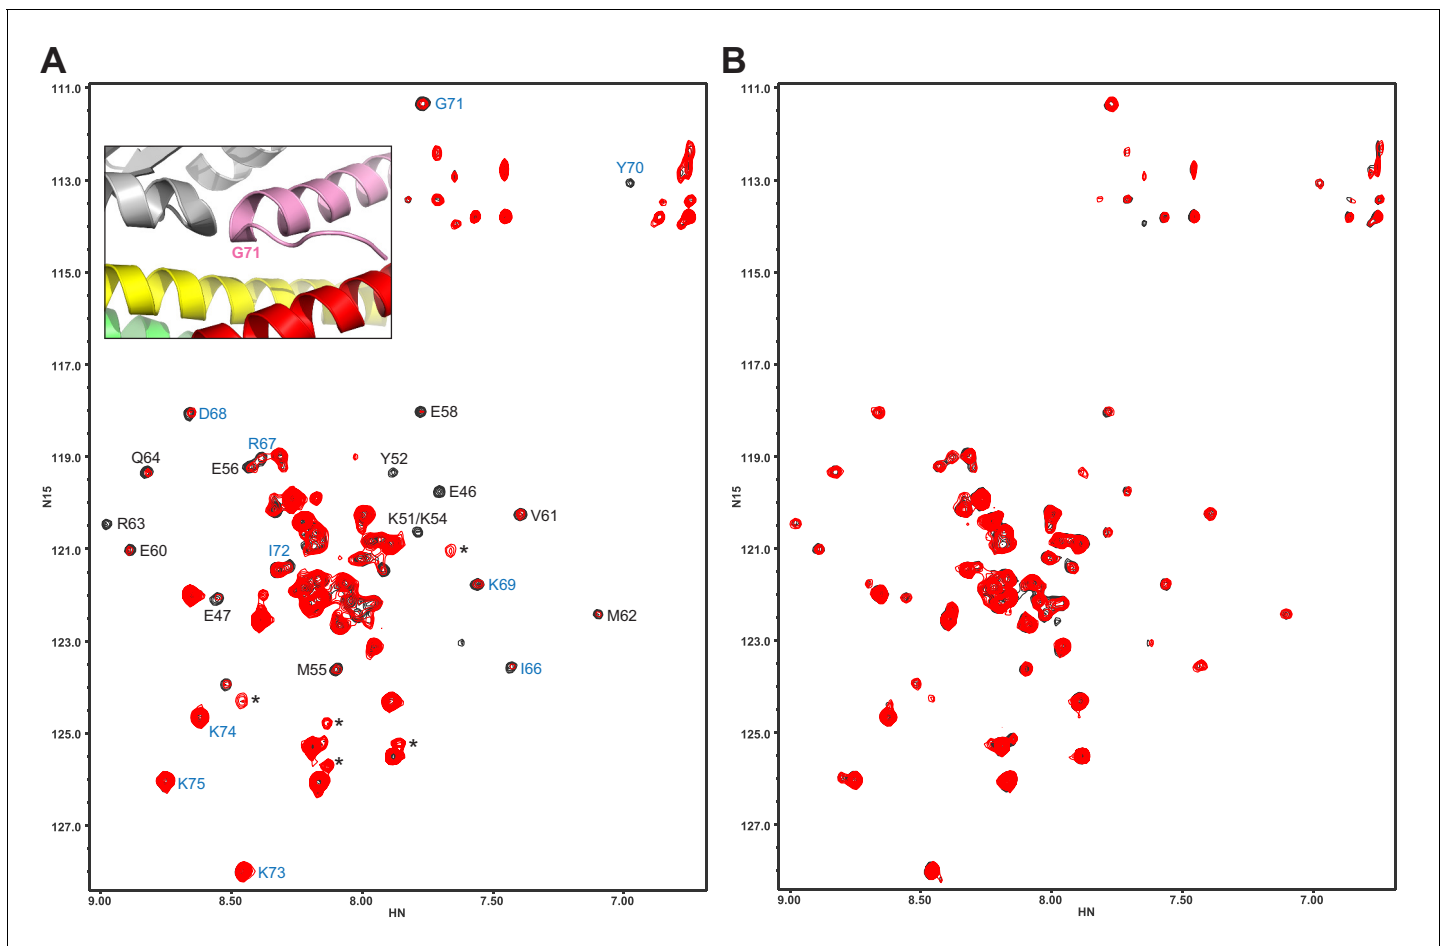 A
B
111.0
113.0
115.0
117.0
119.0
121.0
123.0
125.0
127.0
N15
9.00
8.50
8.00
7.50
7.00
HN
G71
Y70
G71
D68
E58
R67
Q64
E56
Y52
E46
R63
K51/K54
V61
E60
I72
*
K69
E47
M62
M55
I66
*
K74
*
*
*
K75
K73
111.0
113.0
115.0
117.0
119.0
121.0
123.0
125.0
127.0
N15
9.00
8.50
8.00
7.50
7.00
HN